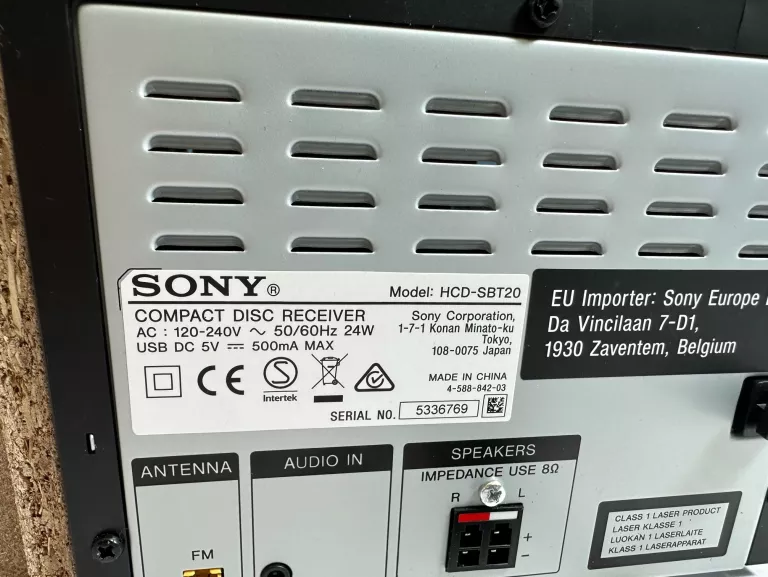 SONY®
Model: HCD-SBT20
COMPACT DISC RECEIVER
AC : 120-240V ~ 50/60Hz 24W
USB DC 5V ⎓ 500mA MAX
Sony Corporation,
1-7-1 Konan Minato-ku
Tokyo,
108-0075 Japan
CE
S
Intertek
MADE IN CHINA
4-588-842-03
SERIAL NO. 5336769
EU Importer: Sony Europe
Da Vincilaan 7-D1,
1930 Zaventem, Belgium
ANTENNA
FM
AUDIO IN
SPEAKERS
IMPEDANCE USE 8Ω
R L
+
−
CLASS 1 LASER PRODUCT
LASER KLASSE 1
LUOKAN 1 LASERLAITE
KLASS 1 LASERAPPARAT